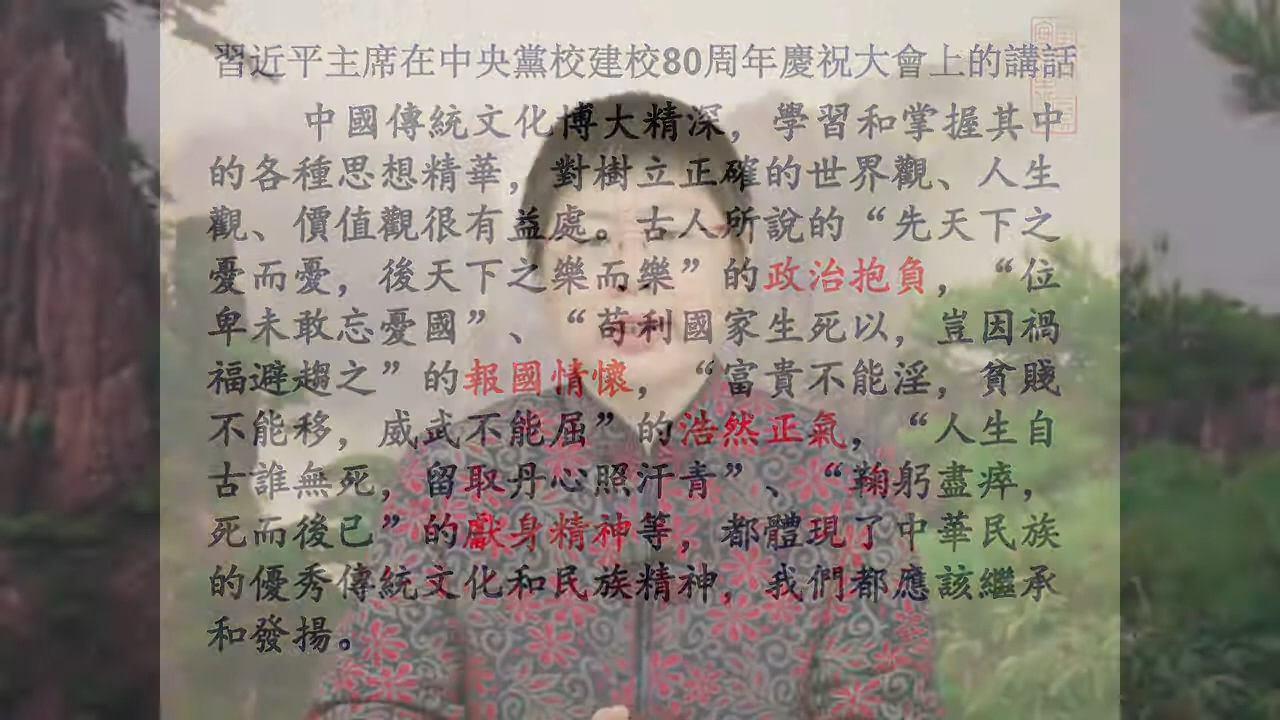 習近平主席在中央黨校建校80周年慶祝大會上的講話
中國傳統文化博大精深，學習和掌握其中
的各種思想精華，對樹立正確的世界觀、人生
觀、價值觀很有益處。古人所說的“先天下之
憂而憂，後天下之樂而樂”的政治抱負，“位
卑未敢忘憂國”、“苟利國家生死以，豈因禍
福避趨之”的報國情懷，“富貴不能淫，貧賤
不能移，威武不能屈”的浩然正氣，“人生自
古誰無死，留取丹心照汗青”、“鞠躬盡瘁，
死而後已”的獻身精神等，都體現了中華民族
的優秀傳統文化和民族精神，我們都應該繼承
和發揚。